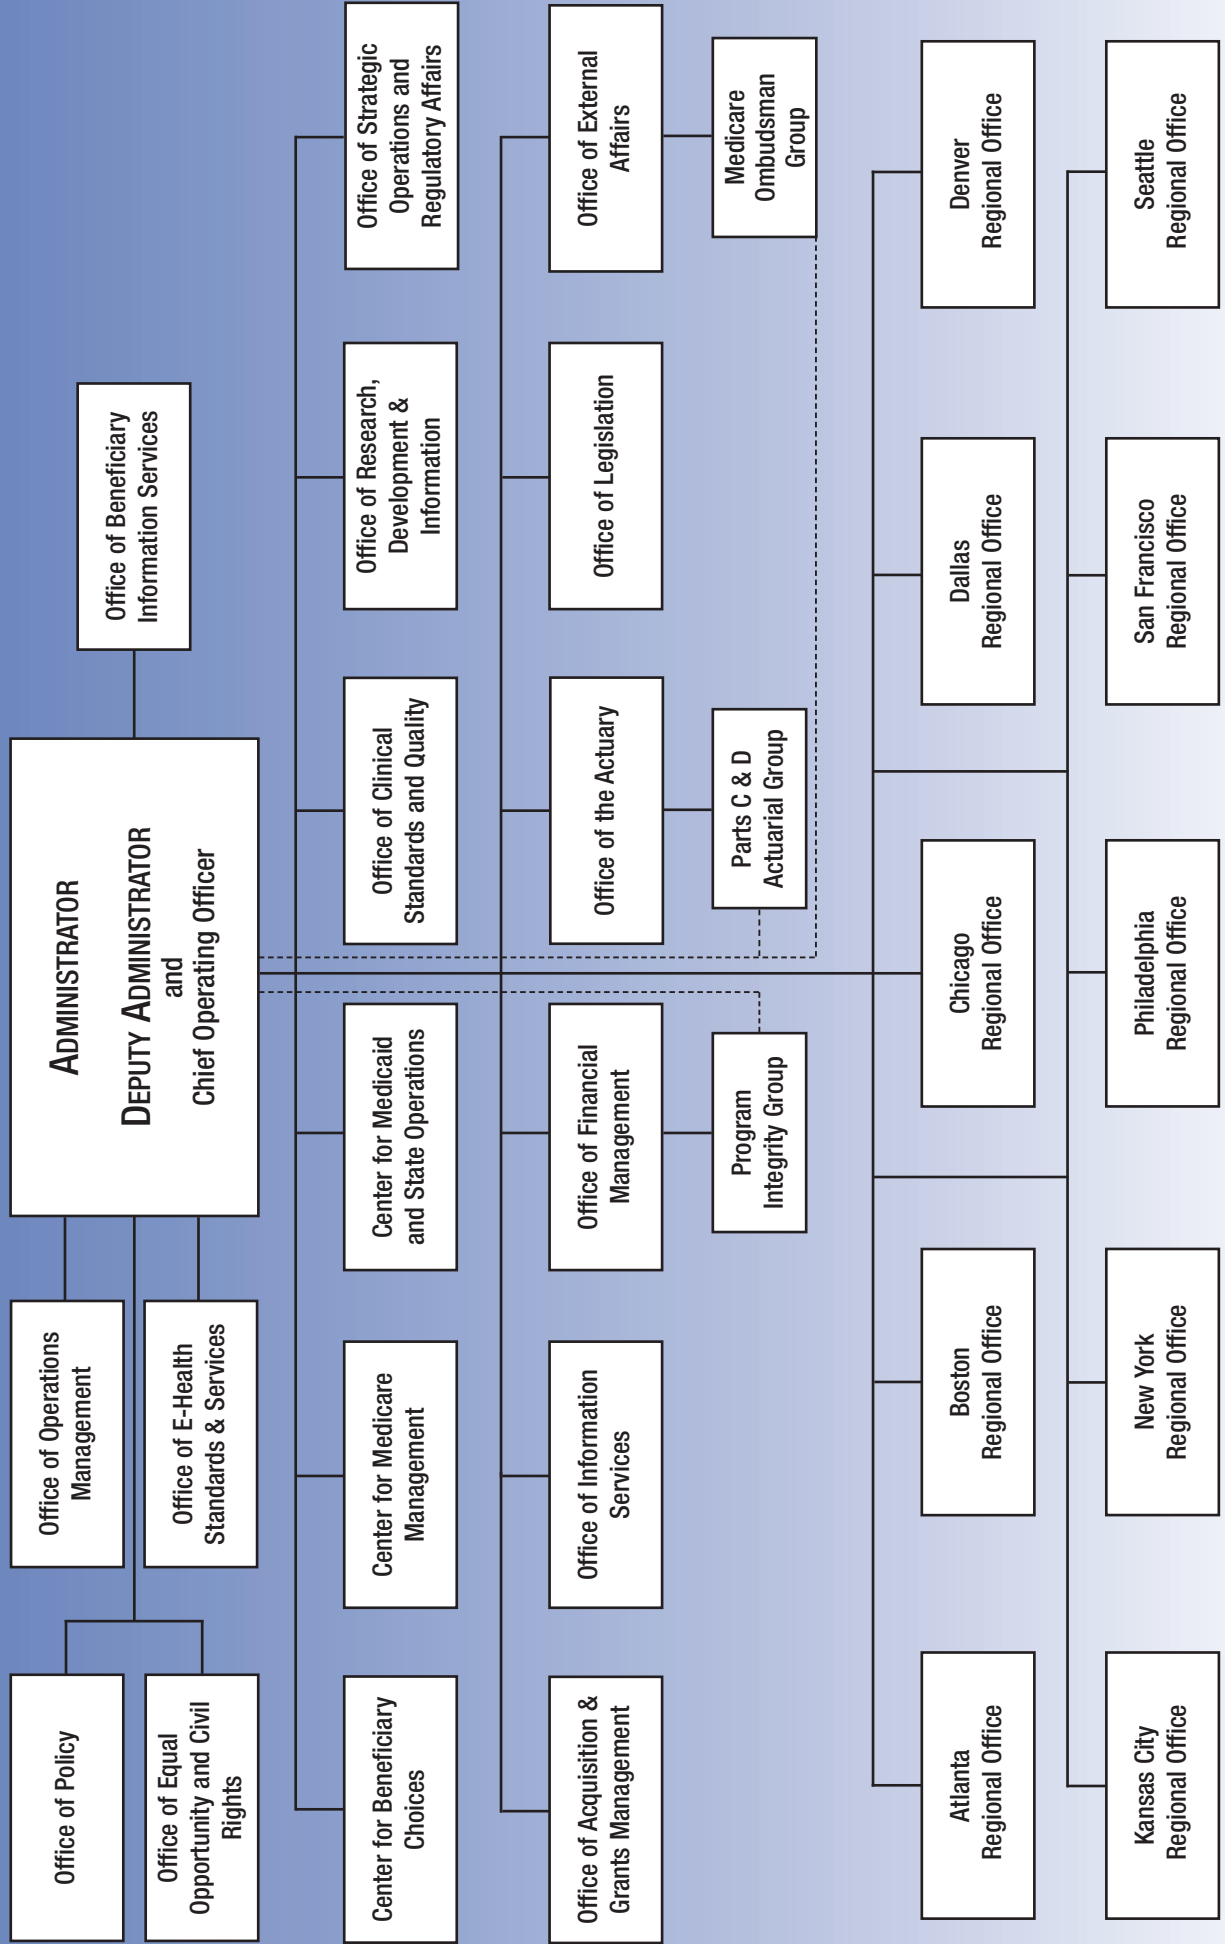 ADMINISTRATOR
DEPUTY ADMINISTRATOR
and
Chief Operating Officer
Office of Policy
Office of Equal
Opportunity and Civil
Rights
Office of Operations
Management
Office of E-Health
Standards & Services
Office of Beneficiary
Information Services
Center for Beneficiary
Choices
Center for Medicare
Management
Center for Medicaid
and State Operations
Office of Clinical
Standards and Quality
Office of Research,
Development &
Information
Office of Strategic
Operations and
Regulatory Affairs
Office of Acquisition &
Grants Management
Office of Information
Services
Office of Financial
Management
Office of the Actuary
Office of Legislation
Office of External
Affairs
Program
Integrity Group
Parts C & D
Actuarial Group
Medicare
Ombudsman
Group
Atlanta
Regional Office
Boston
Regional Office
Chicago
Regional Office
Dallas
Regional Office
Denver
Regional Office
Kansas City
Regional Office
New York
Regional Office
Philadelphia
Regional Office
San Francisco
Regional Office
Seattle
Regional Office